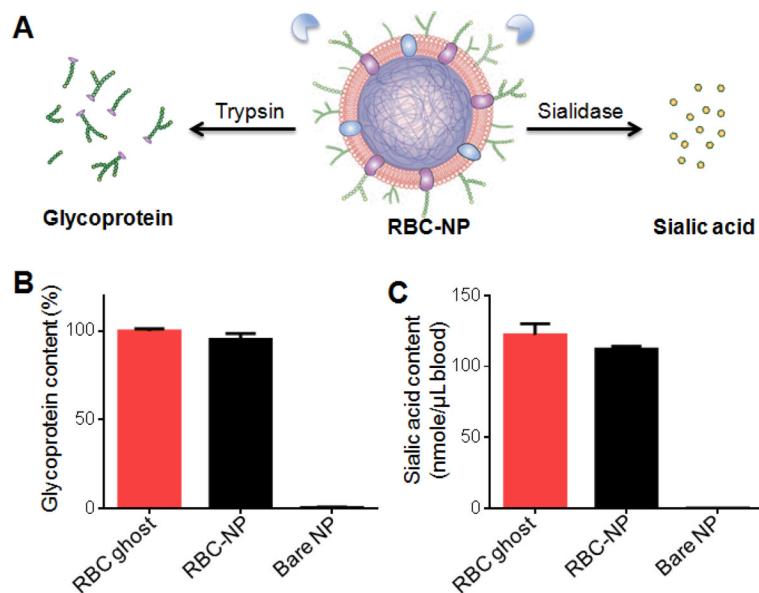 A
Trypsin
Sialidase
Glycoprotein
RBC-NP
Sialic acid
B
Glycoprotein content (%)
100
50
0
RBC ghost
RBC-NP
Bare NP
C
Sialic acid content
(nmole/µL blood)
150
100
50
0
RBC ghost
RBC-NP
Bare NP